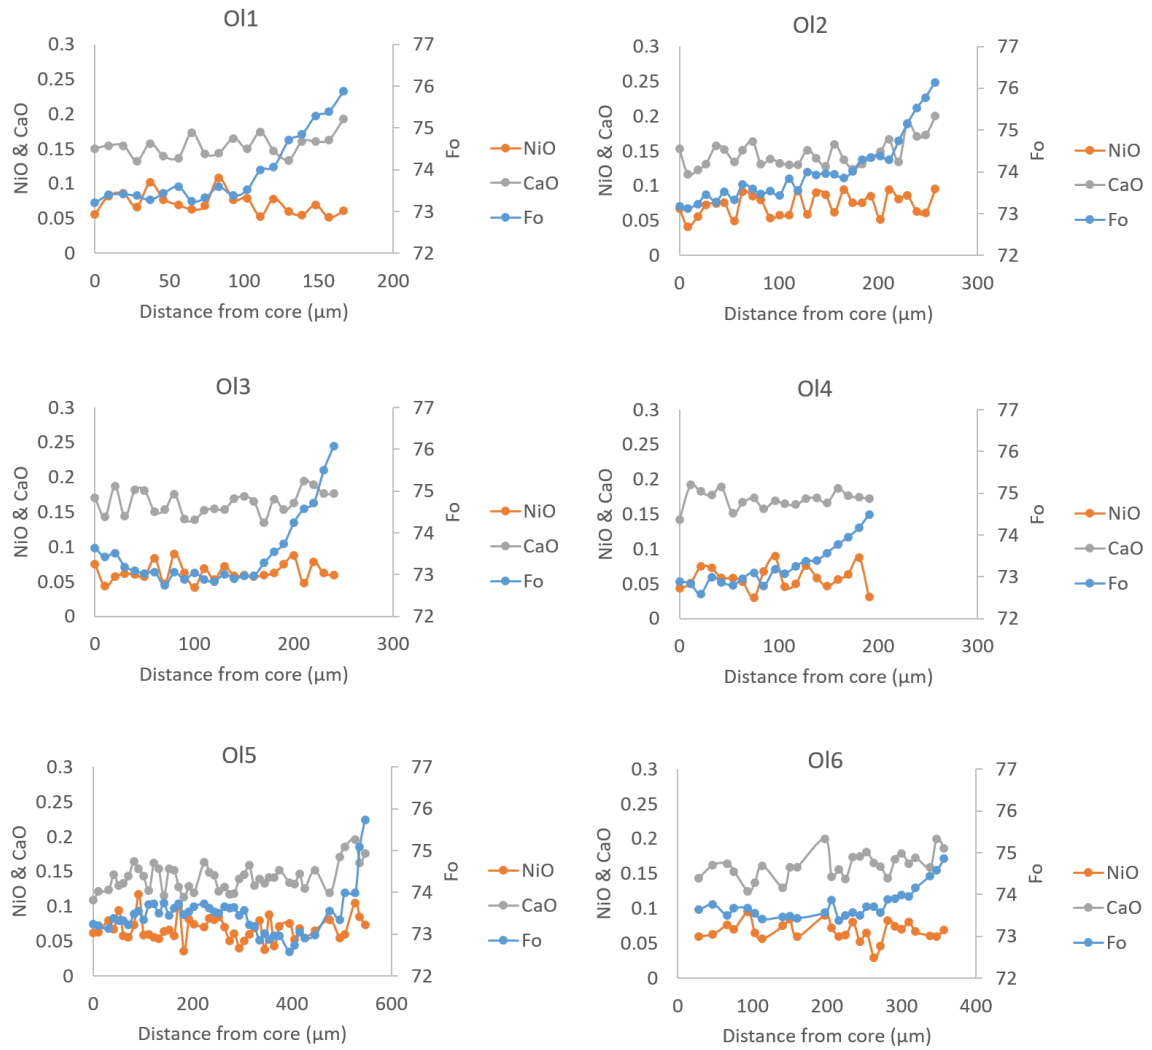 Ol1
0.3
0.25
0.2
0.15
0.1
0.05
0
NiO & CaO
77
76
75
74
73
72
Fo
0 50 100 150 200
Distance from core (µm)
NiO
CaO
Fo
Ol2
0.3
0.25
0.2
0.15
0.1
0.05
0
NiO & CaO
77
76
75
74
73
72
Fo
0 100 200 300
Distance from core (µm)
NiO
CaO
Fo
Ol3
0.3
0.25
0.2
0.15
0.1
0.05
0
NiO & CaO
77
76
75
74
73
72
Fo
0 100 200 300
Distance from core (µm)
NiO
CaO
Fo
Ol4
0.3
0.25
0.2
0.15
0.1
0.05
0
NiO & CaO
77
76
75
74
73
72
Fo
0 100 200 300
Distance from core (µm)
NiO
CaO
Fo
Ol5
0.3
0.25
0.2
0.15
0.1
0.05
0
NiO & CaO
77
76
75
74
73
72
Fo
0 200 400 600
Distance from core (µm)
NiO
CaO
Fo
Ol6
0.3
0.25
0.2
0.15
0.1
0.05
0
NiO & CaO
77
76
75
74
73
72
Fo
0 100 200 300 400
Distance from core (µm)
NiO
CaO
Fo